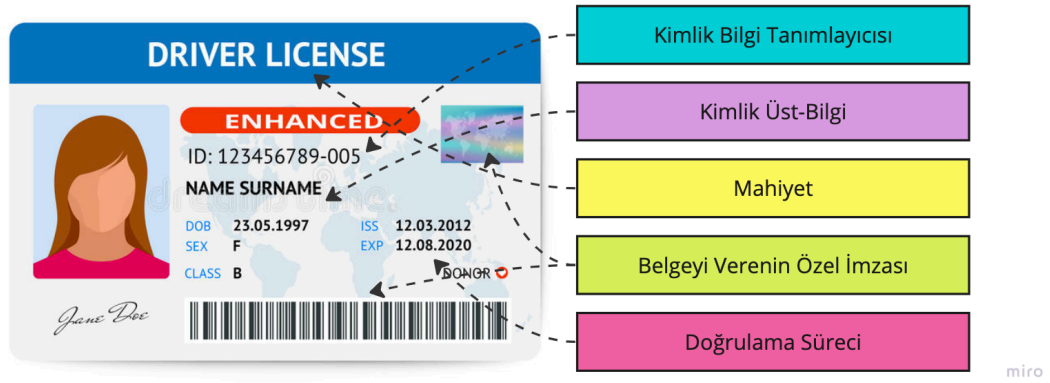 DRIVER LICENSE
ENHANCED
ID: 123456789-005
NAME SURNAME
DOB 23.05.1997 ISS 12.03.2012
SEX F EXP 12.08.2020
CLASS B DONOR
Jane Doe
Kimlik Bilgi Tanımlayıcısı
Kimlik Üst-Bilgi
Mahiyet
Belgeyi Verenin Özel İmzası
Doğrulama Süreci
miro